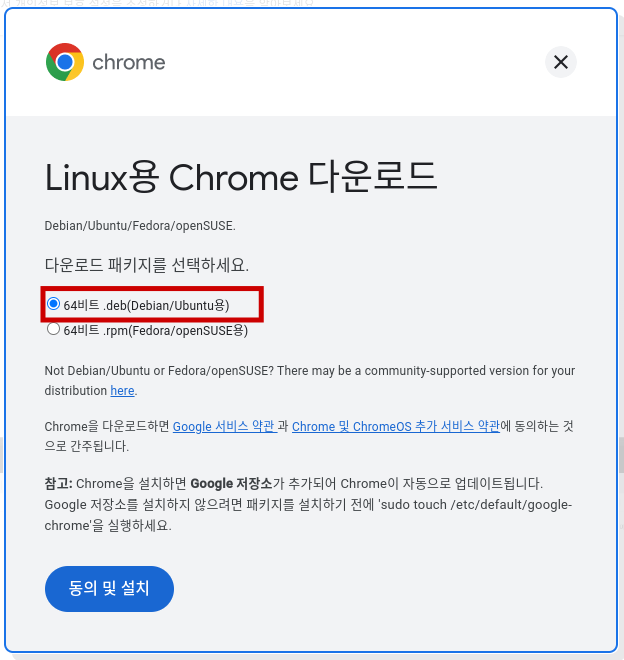 chrome
Linux용 Chrome 다운로드
Debian/Ubuntu/Fedora/openSUSE.
다운로드 패키지를 선택하세요.
64비트 .deb(Debian/Ubuntu용)
64비트 .rpm(Fedora/openSUSE용)
Not Debian/Ubuntu or Fedora/openSUSE? There may be a community-supported version for your
distribution here.
Chrome을 다운로드하면 Google 서비스 약관 과 Chrome 및 ChromeOS 추가 서비스 약관에 동의하는 것
으로 간주됩니다.
참고: Chrome을 설치하면 Google 저장소가 추가되어 Chrome이 자동으로 업데이트됩니다.
Google 저장소를 설치하지 않으려면 패키지를 설치하기 전에 'sudo touch /etc/default/google-
chrome'을 실행하세요.
동의 및 설치